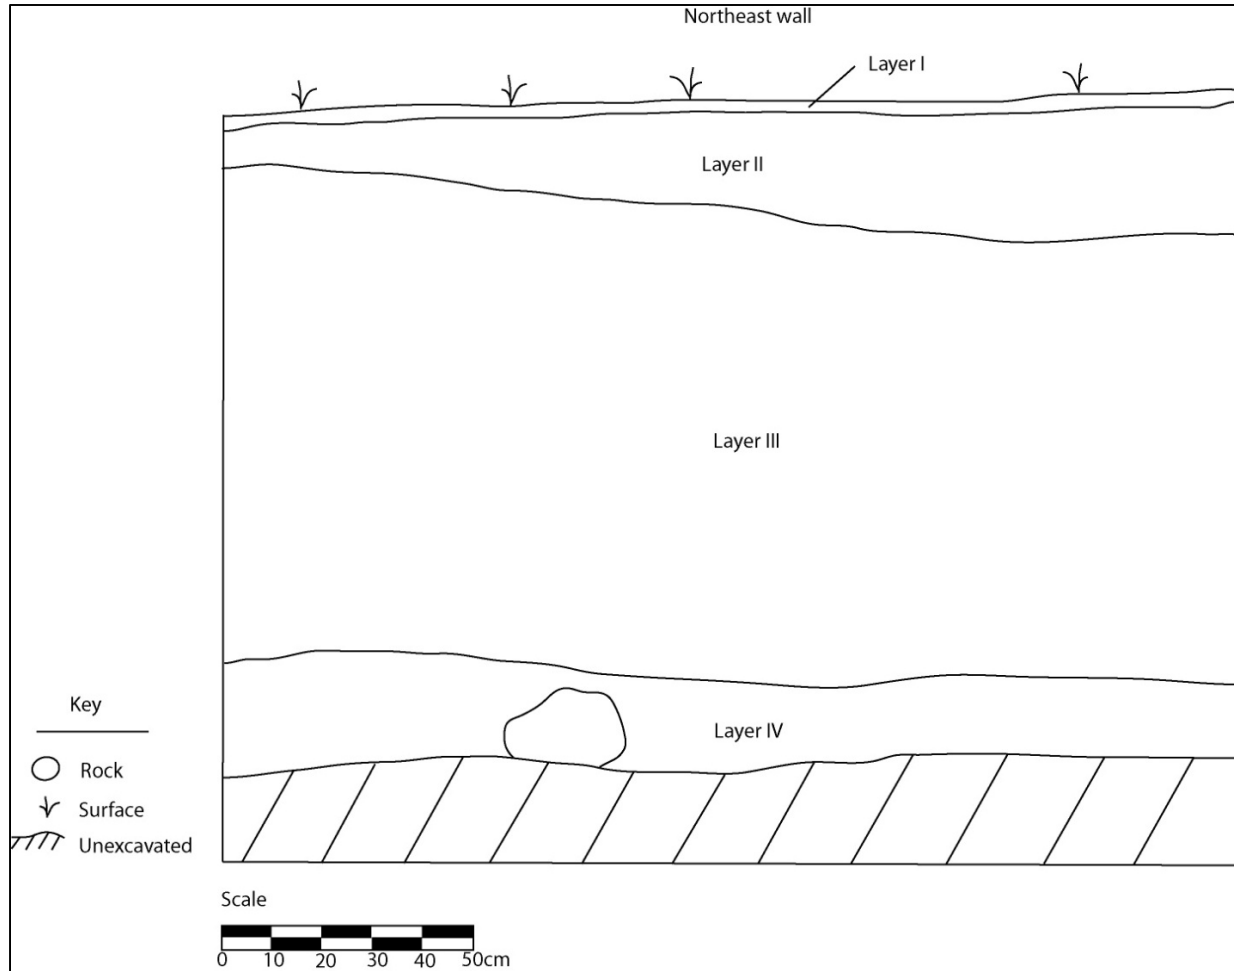 Northeast wall
Layer I
Layer II
Layer III
Layer IV
Key
Rock
Surface
Unexcavated
Scale
0 10 20 30 40 50cm